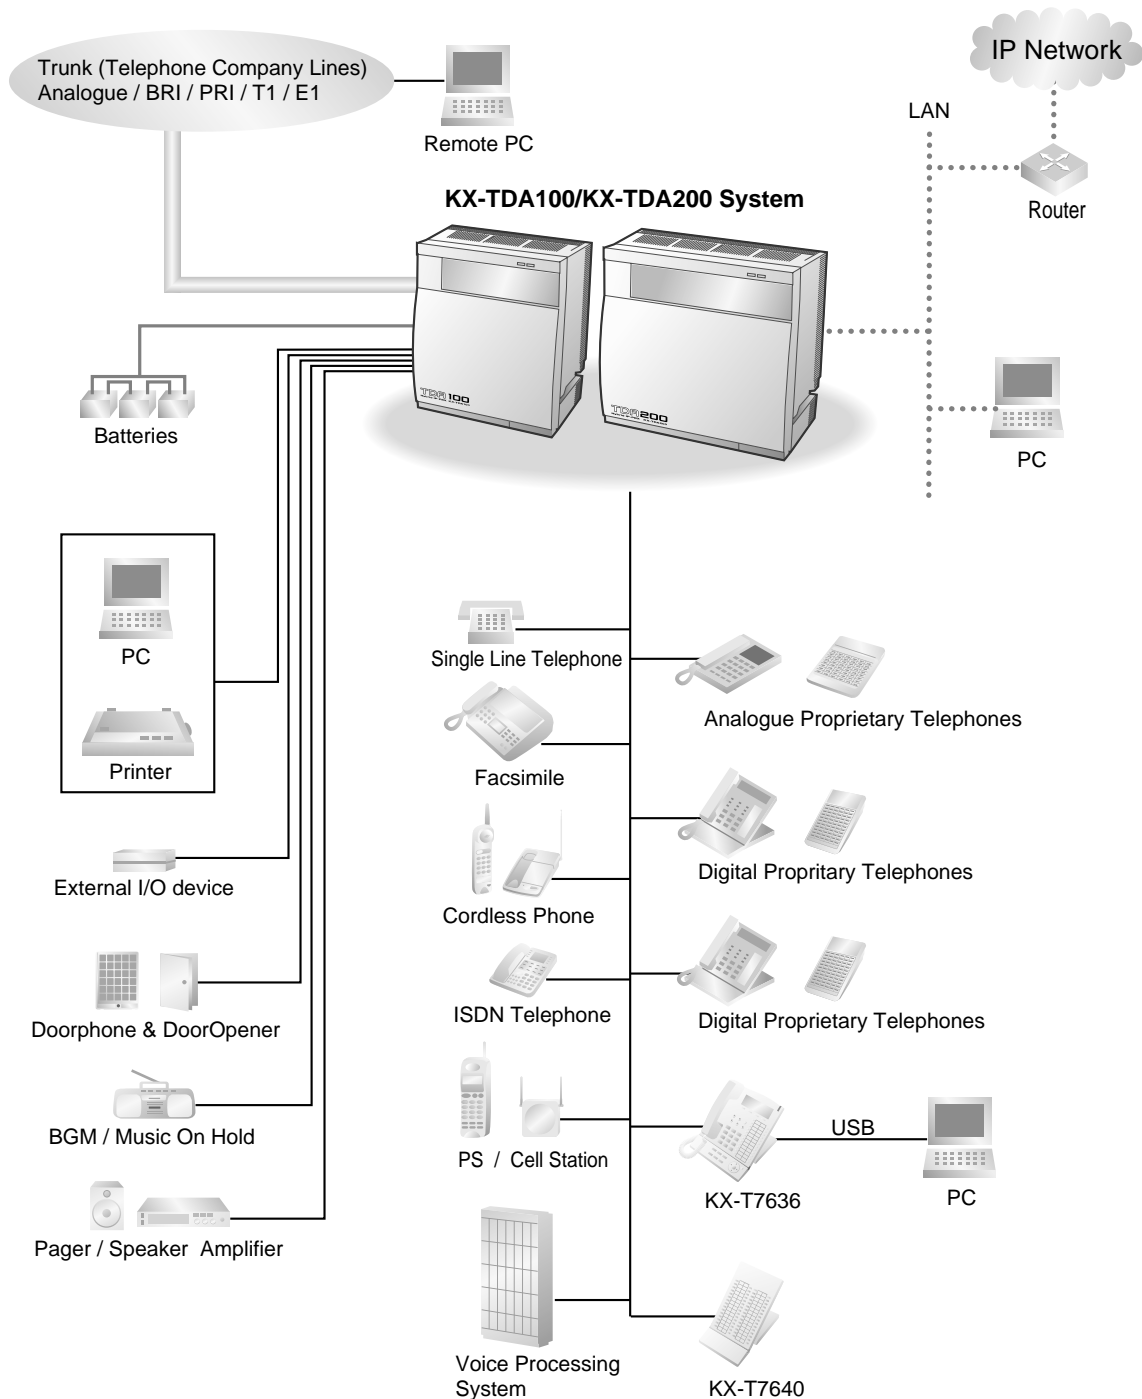 Trunk (Telephone Company Lines)
Analogue / BRI / PRI / T1 / E1
Remote PC
IP Network
LAN
Router
KX-TDA100/KX-TDA200 System
TDA100
TDA200
Batteries
PC
PC
Printer
Single Line Telephone
Analogue Proprietary Telephones
Facsimile
Digital Propritary Telephones
External I/O device
Cordless Phone
Doorphone & DoorOpener
ISDN Telephone
Digital Proprietary Telephones
BGM / Music On Hold
PS / Cell Station
USB
KX-T7636
PC
Pager / Speaker Amplifier
Voice Processing
System
KX-T7640